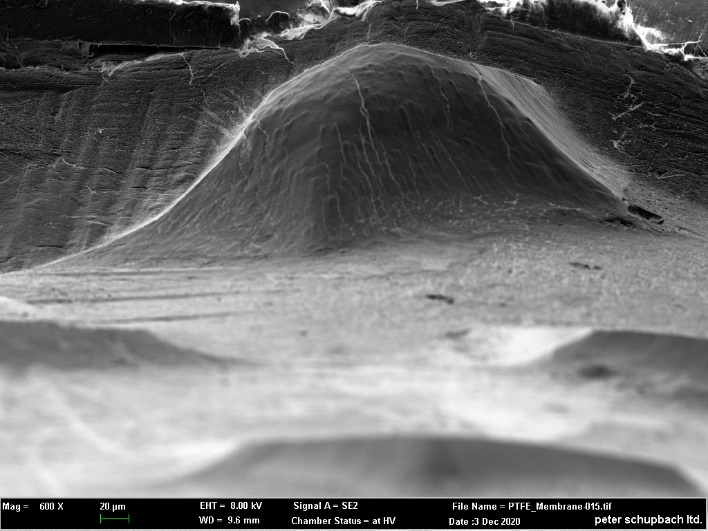 Mag = 600 X 20 µm EHT = 8.00 kV Signal A = SE2 File Name = PTFE_Membrane-015.tif
WD = 9.6 mm Chamber Status = at HV Date :3 Dec 2020
peter schupbach ltd.